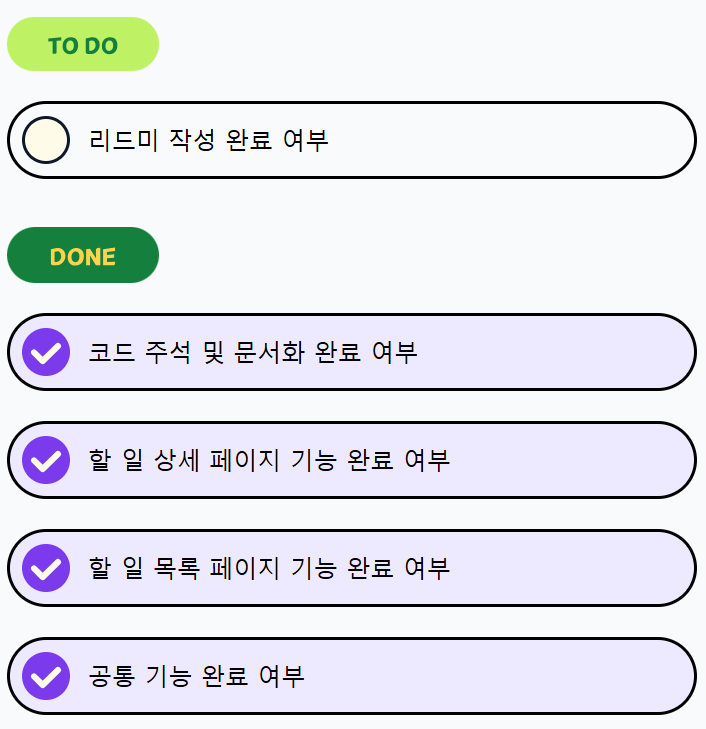 TO DO
리드미 작성 완료 여부
DONE
코드 주석 및 문서화 완료 여부
할 일 상세 페이지 기능 완료 여부
할 일 목록 페이지 기능 완료 여부
공통 기능 완료 여부